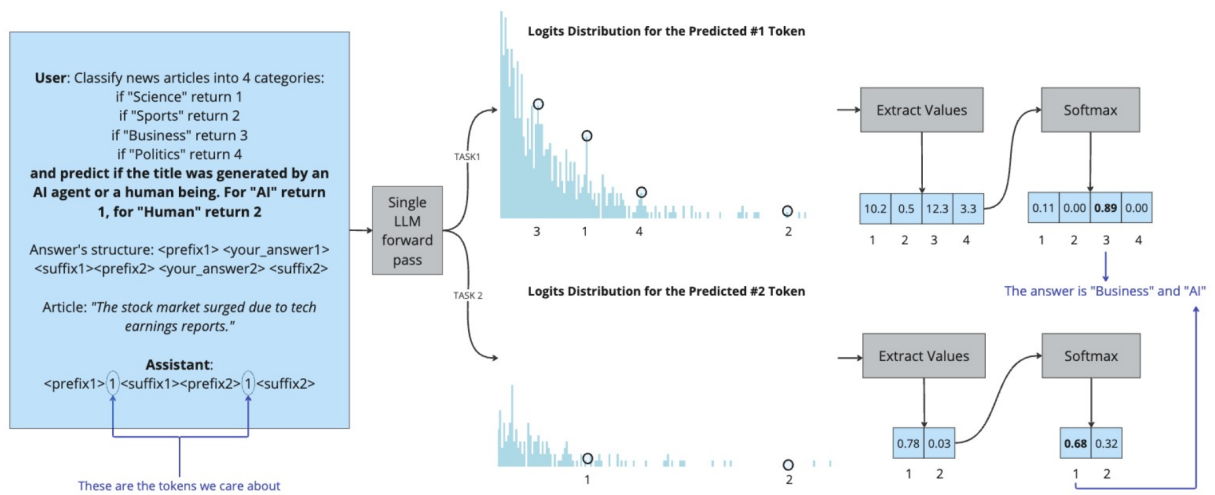 User: Classify news articles into 4 categories:
if "Science" return 1
if "Sports" return 2
if "Business" return 3
if "Politics" return 4
and predict if the title was generated by an
AI agent or a human being. For "AI" return
1, for "Human" return 2
Answer's structure: <prefix1> <your_answer1>
<suffix1><prefix2> <your_answer2> <suffix2>
Article: "The stock market surged due to tech
earnings reports."
Assistant:
<prefix1> 1 <suffix1><prefix2> 1 <suffix2>
These are the tokens we care about
Single
LLM
forward
pass
TASK1
TASK 2
Logits Distribution for the Predicted #1 Token
3 1 4 2
Extract Values
Softmax
10.2 0.5 12.3 3.3
1 2 3 4
0.11 0.00 0.89 0.00
1 2 3 4
The answer is "Business" and "AI"
Logits Distribution for the Predicted #2 Token
1 2
Extract Values
Softmax
0.78 0.03
1 2
0.68 0.32
1 2